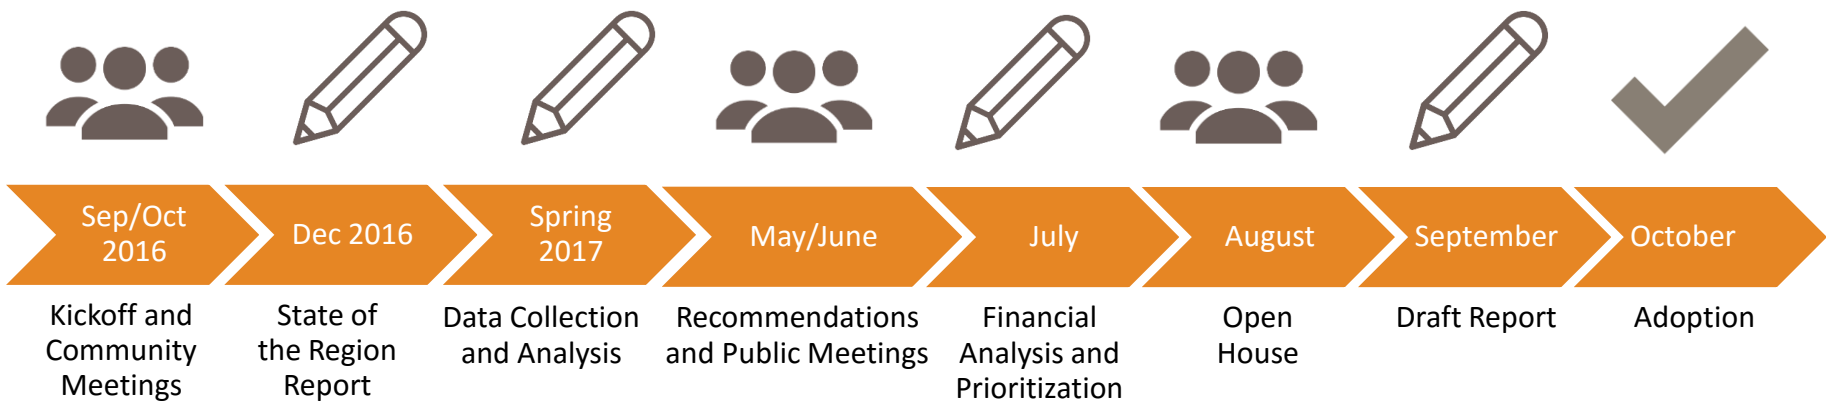 Sep/Oct
2016
Dec 2016
Spring
2017
May/June
July
August
September
October
Kickoff and
Community
Meetings
State of
the Region
Report
Data Collection
and Analysis
Recommendations
and Public Meetings
Financial
Analysis and
Prioritization
Open
House
Draft Report
Adoption